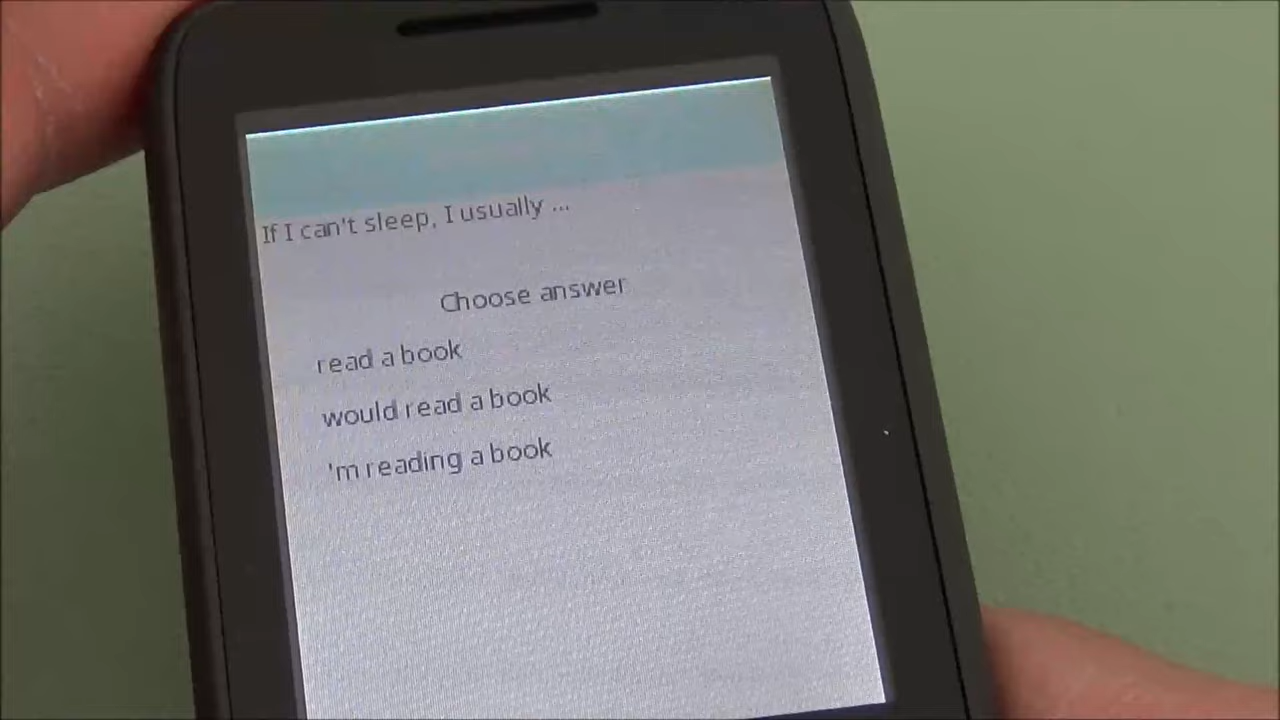 If I can't sleep, I usually ...
Choose answer
read a book
would read a book
'm reading a book